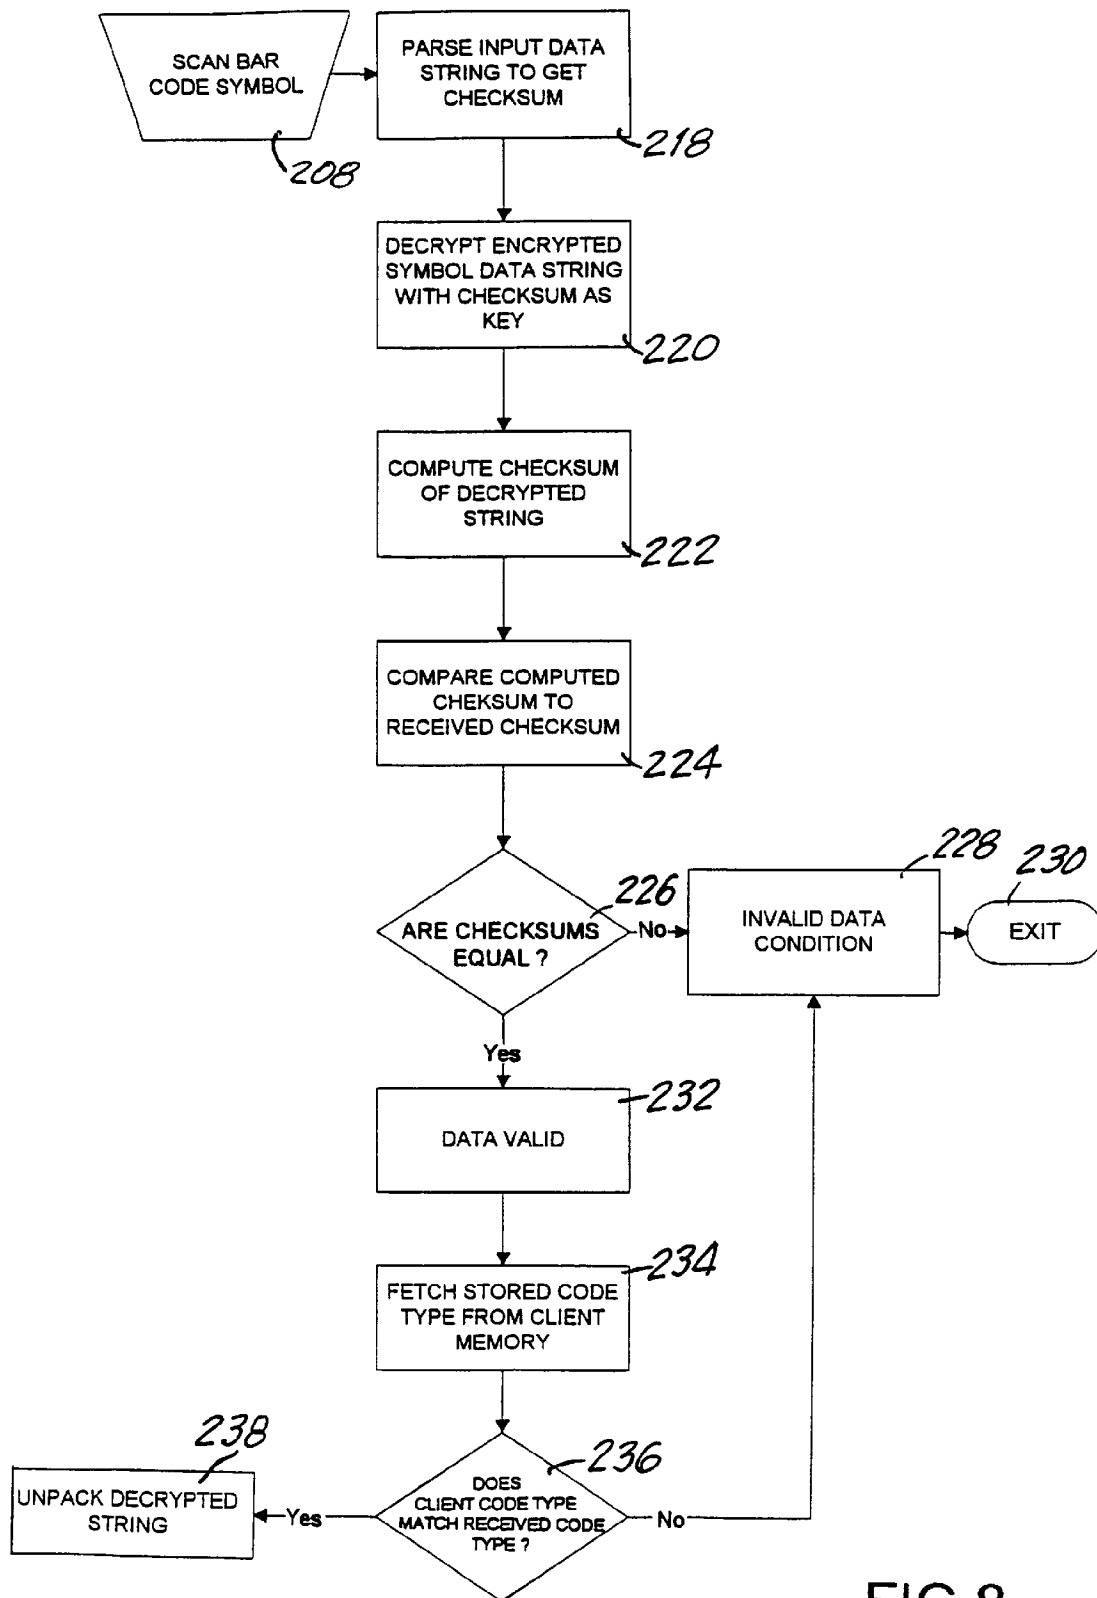 SCAN BAR
CODE SYMBOL
208
PARSE INPUT DATA
STRING TO GET
CHECKSUM
218
DECRYPT ENCRYPTED
SYMBOL DATA STRING
WITH CHECKSUM AS
KEY
220
COMPUTE CHECKSUM
OF DECRYPTED
STRING
222
COMPARE COMPUTED
CHEKSUM TO
RECEIVED CHECKSUM
224
ARE CHECKSUMS
EQUAL ?
226
No
INVALID DATA
CONDITION
228
EXIT
230
Yes
DATA VALID
232
FETCH STORED CODE
TYPE FROM CLIENT
MEMORY
234
DOES
CLIENT CODE TYPE
MATCH RECEIVED CODE
TYPE ?
236
No
Yes
UNPACK DECRYPTED
STRING
238
FIG.8